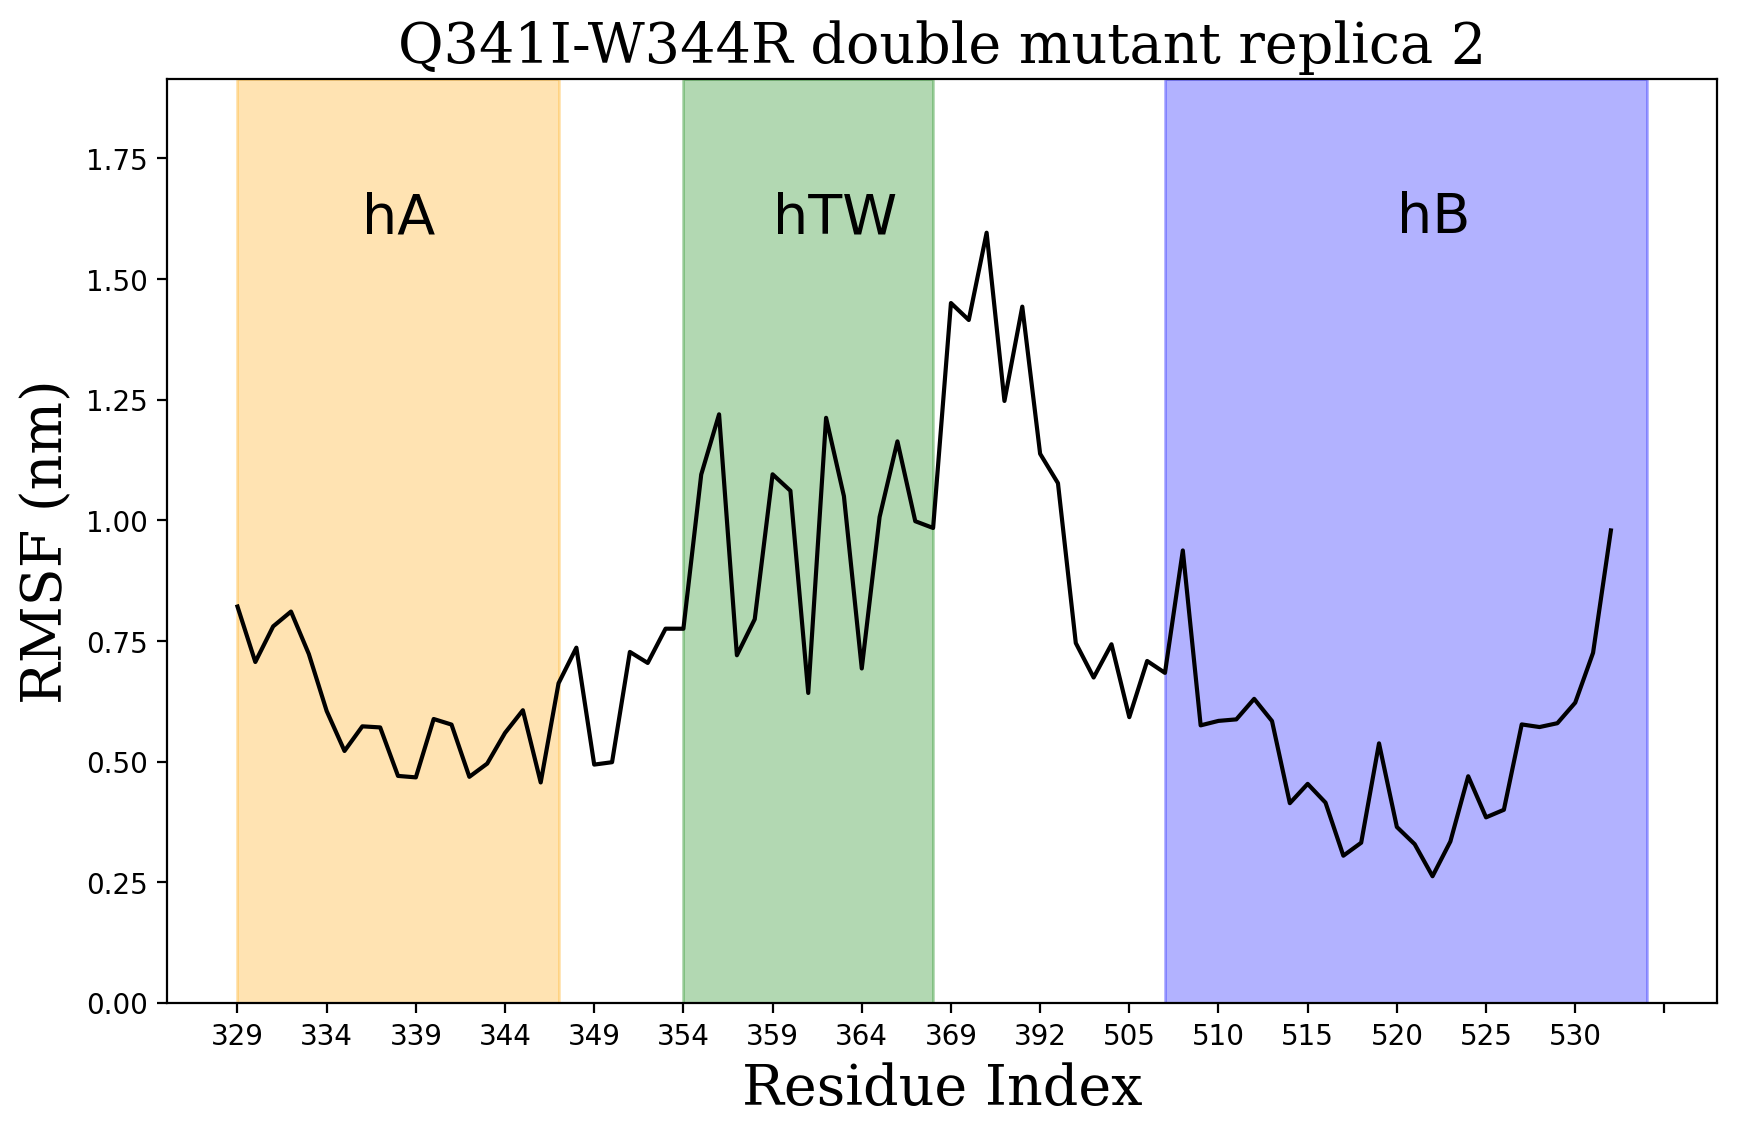 Q341I-W344R double mutant replica 2
hA
hTW
hB
RMSF (nm)
1.75
1.50
1.25
1.00
0.75
0.50
0.25
0.00
329 334 339 344 349 354 359 364 369 392 505 510 515 520 525 530
Residue Index